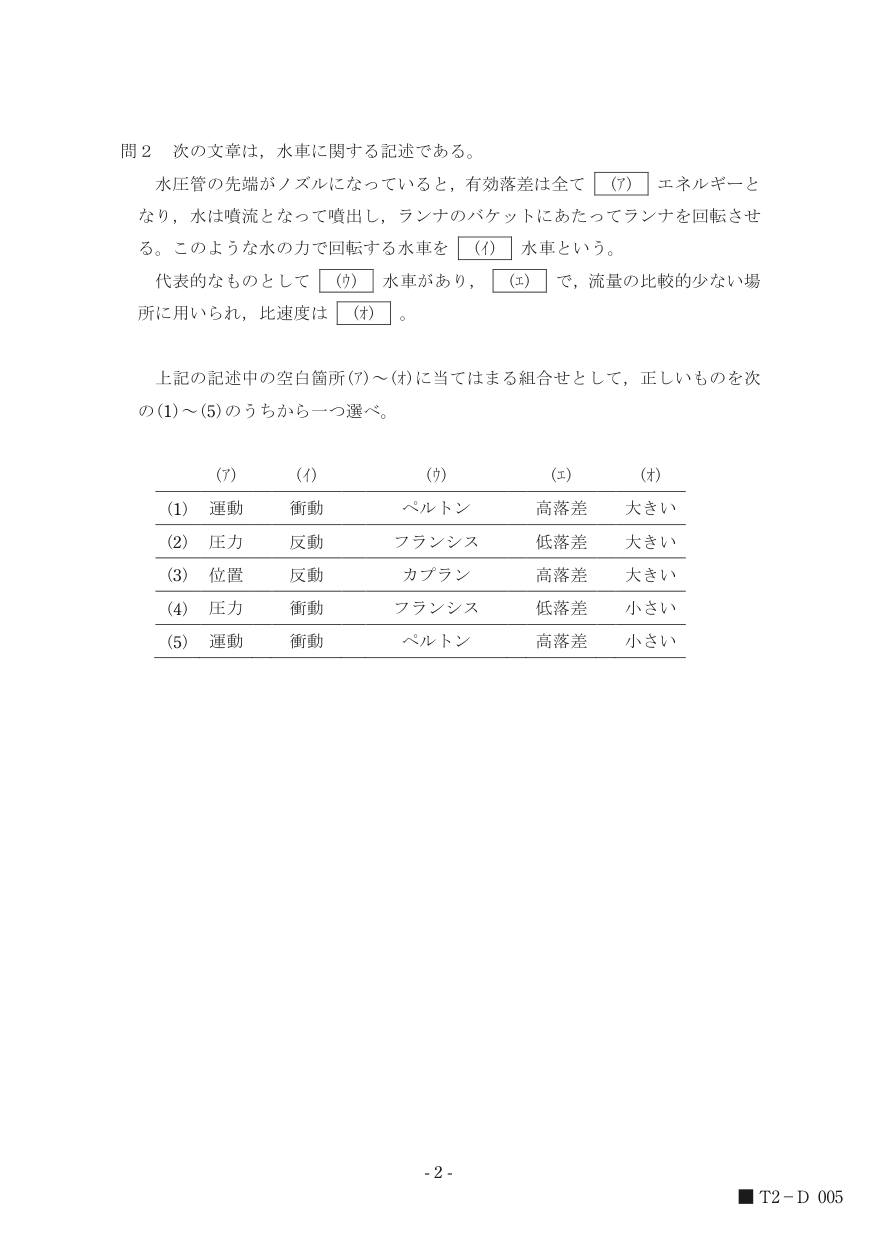 問２　次の文章は，水車に関する記述である。
水圧管の先端がノズルになっていると，有効落差は全て (ｱ) エネルギーと
なり，水は噴流となって噴出し，ランナのバケットにあたってランナを回転させ
る。このような水の力で回転する水車を (ｲ) 水車という。
代表的なものとして (ｳ) 水車があり， (ｴ) で，流量の比較的少ない場
所に用いられ，比速度は (ｵ) 。
上記の記述中の空白箇所(ｱ)～(ｵ)に当てはまる組合せとして，正しいものを次
の(1)～(5)のうちから一つ選べ。
(ｱ) (ｲ) (ｳ) (ｴ) (ｵ)
(1) 運動 衝動 ペルトン 高落差 大きい
(2) 圧力 反動 フランシス 低落差 大きい
(3) 位置 反動 カプラン 高落差 大きい
(4) 圧力 衝動 フランシス 低落差 小さい
(5) 運動 衝動 ペルトン 高落差 小さい
- 2 -
■ T2－D 005